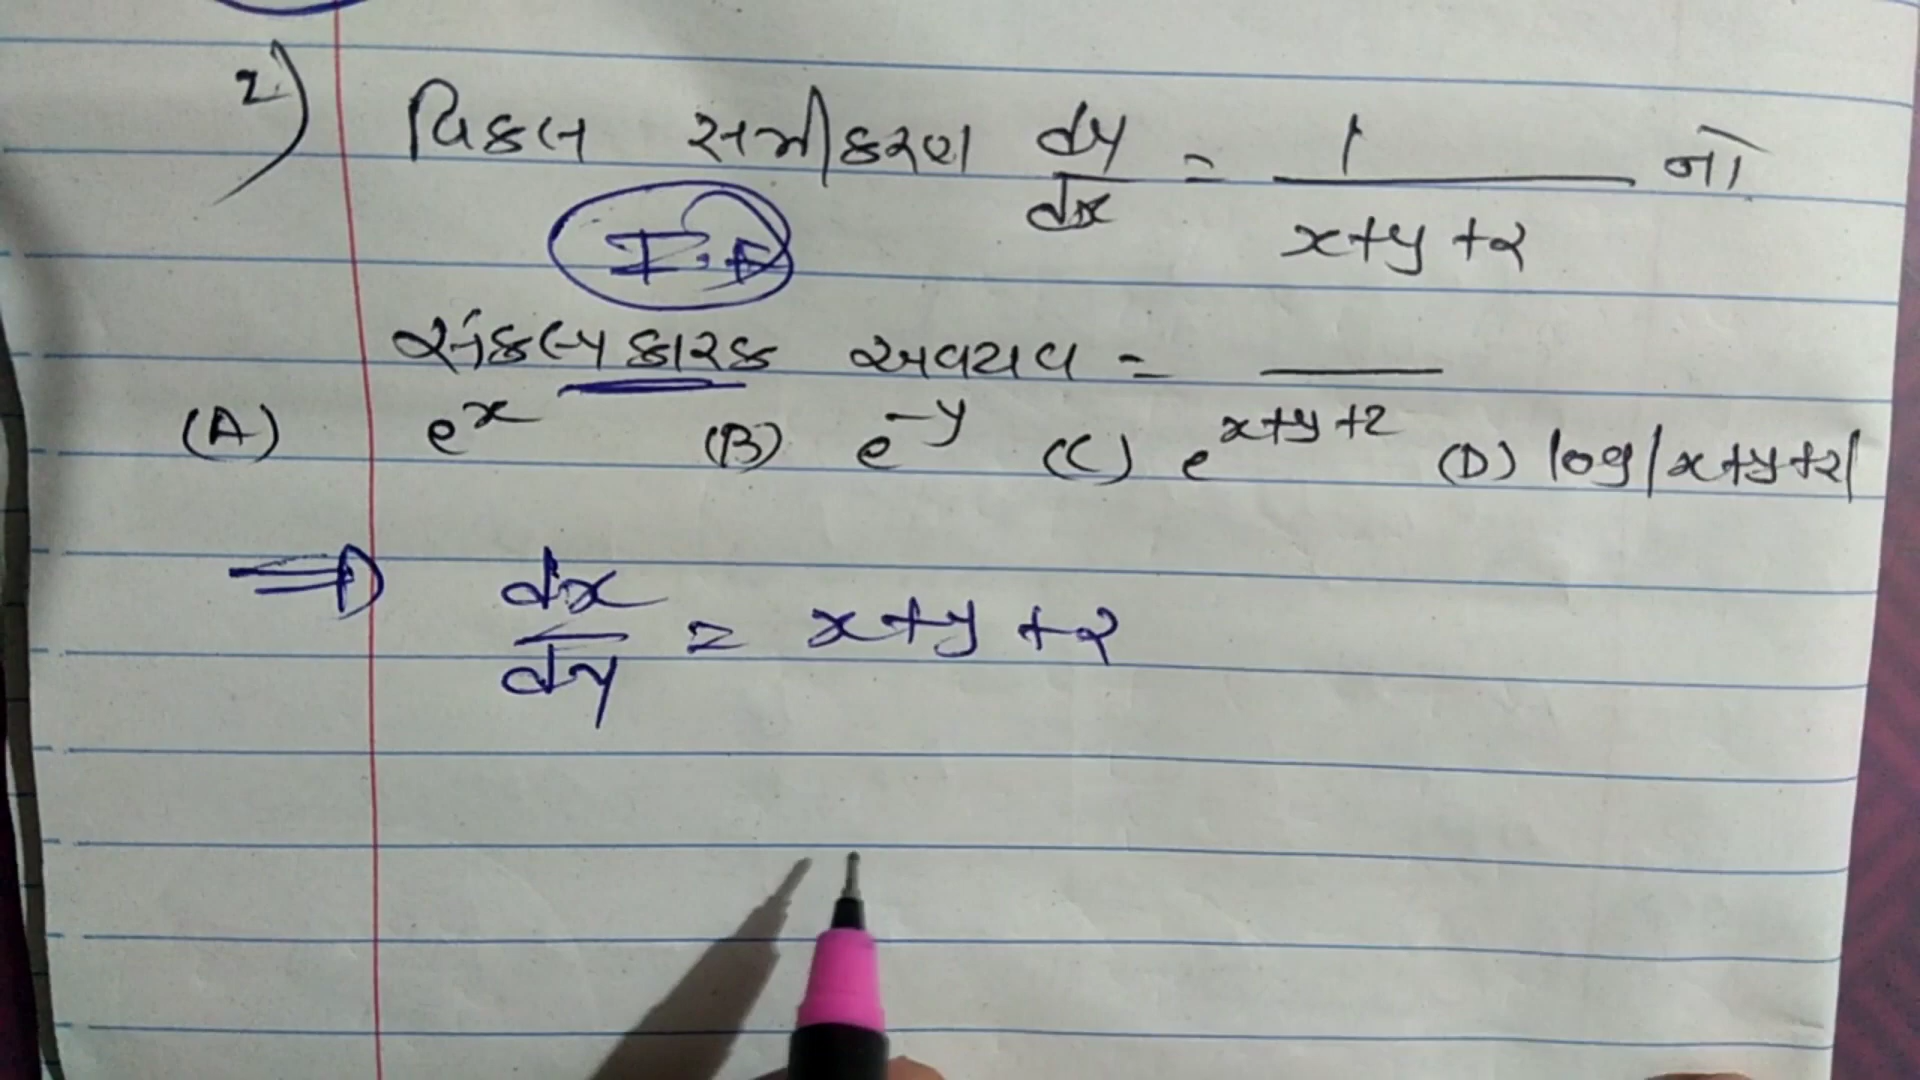 2) વિકલ સમીકરણ dy/dx = 1/(x+y+2) નો
I.F
સંકલ્યકારક અવયવ = ____
(A) e^x (B) e^-y (C) e^x+y+2 (D) log|x+y+2|
⇒ dx/dy = x+y+2